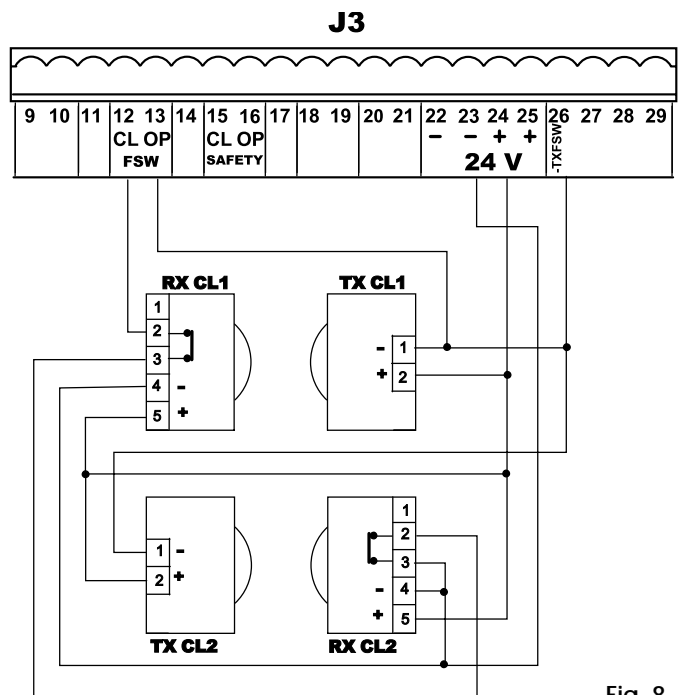 J3
9 10 11 12 13 14 15 16 17 18 19 20 21 22 23 24 25 26 27 28 29
CL OP CL OP - - + + -TXFSW
FSW SAFETY 24 V
RX CL1 TX CL1
1
2
3
4 -
5 +
- 1
+ 2
1 -
2 +
1
2
3
- 4
+ 5
TX CL2 RX CL2
Fig. 8